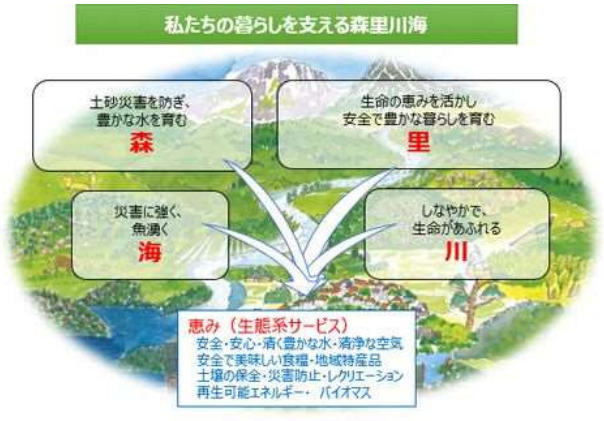 私たちの暮らしを支える森里川海
土砂災害を防ぎ、
豊かな水を育む
森
生命の恵みを活かし
安全で豊かな暮らしを育む
里
災害に強く、
魚湧く
海
しなやかで、
生命があふれる
川
恵み（生態系サービス）
安全・安心・清く豊かな水・清浄な空気
安全で美味しい食糧・地域特産品
土壌の保全・災害防止・レクリエーション
再生可能エネルギー・ バイオマス